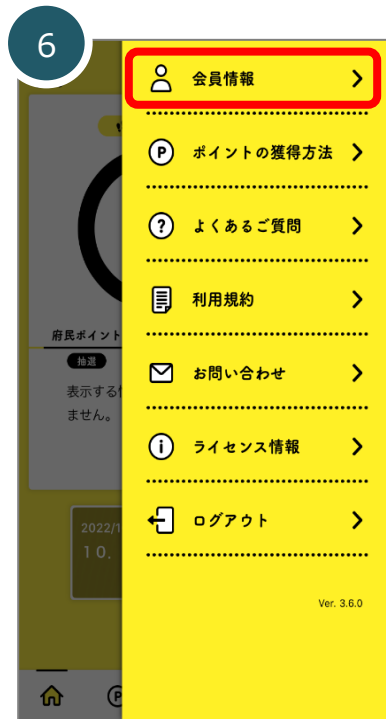 6
会員情報
P ポイントの獲得方法
? よくあるご質問
利用規約
府民ポイント
抽選
お問い合わせ
表示する
ません。
i ライセンス情報
2022/1
10.
ログアウト
Ver. 3.6.0
P